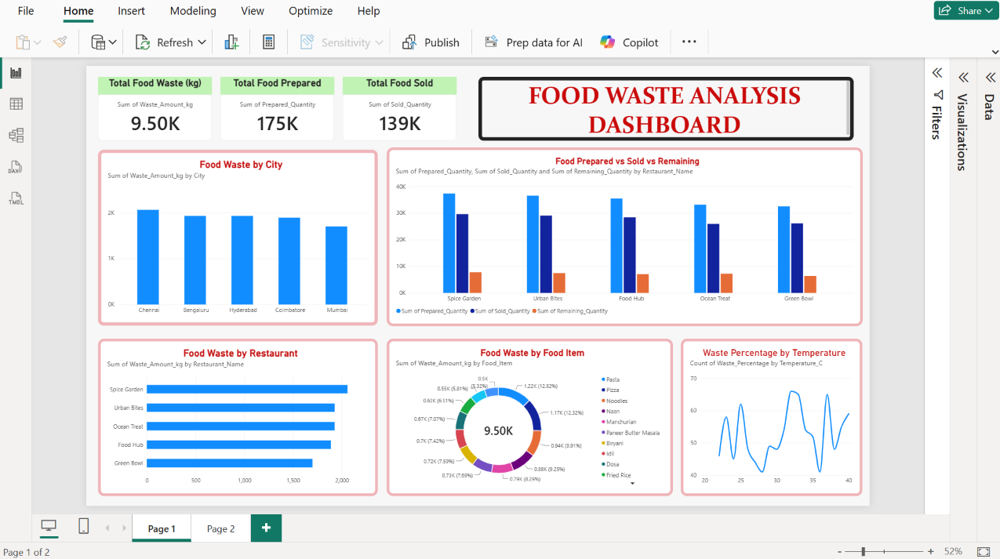 File Home Insert Modeling View Optimize Help Share
Refresh Sensitivity Publish Prep data for AI Copilot
Total Food Waste (kg)
Sum of Waste_Amount_kg
9.50K
Total Food Prepared
Sum of Prepared_Quantity
175K
Total Food Sold
Sum of Sold_Quantity
139K
FOOD WASTE ANALYSIS
DASHBOARD
Filters
Visualizations
Data
DAX
TMDL
Food Waste by City
Sum of Waste_Amount_kg by City
2K
1K
0K
Chennai Bengaluru Hyderabad Coimbatore Mumbai
Food Prepared vs Sold vs Remaining
Sum of Prepared_Quantity, Sum of Sold_Quantity and Sum of Remaining_Quantity by Restaurant_Name
40K
30K
20K
10K
0K
Spice Garden Urban Bites Food Hub Ocean Treat Green Bowl
Sum of Prepared_Quantity Sum of Sold_Quantity Sum of Remaining_Quantity
Food Waste by Restaurant
Sum of Waste_Amount_kg by Restaurant_Name
Spice Garden
Urban Bites
Ocean Treat
Food Hub
Green Bowl
0 500 1,000 1,500 2,000
Food Waste by Food Item
Sum of Waste_Amount_kg by Food_Item
1.22K (12.82%)
1.17K (12.32%)
0.94K (9.91%)
0.88K (9.25%)
0.79K (8.29%)
0.73K (7.69%)
0.72K (7.59%)
0.7K (7.42%)
0.67K (7.07%)
0.62K (6.51%)
0.55K (5.81%)
0.5K
(5.32%)
9.50K
Pasta
Pizza
Noodles
Naan
Manchurian
Paneer Butter Masala
Biryani
Idli
Dosa
Fried Rice
Waste Percentage by Temperature
Count of Waste_Percentage by Temperature_C
70
60
50
40
20 25 30 35 40
Page 1 Page 2
Page 1 of 2
52%